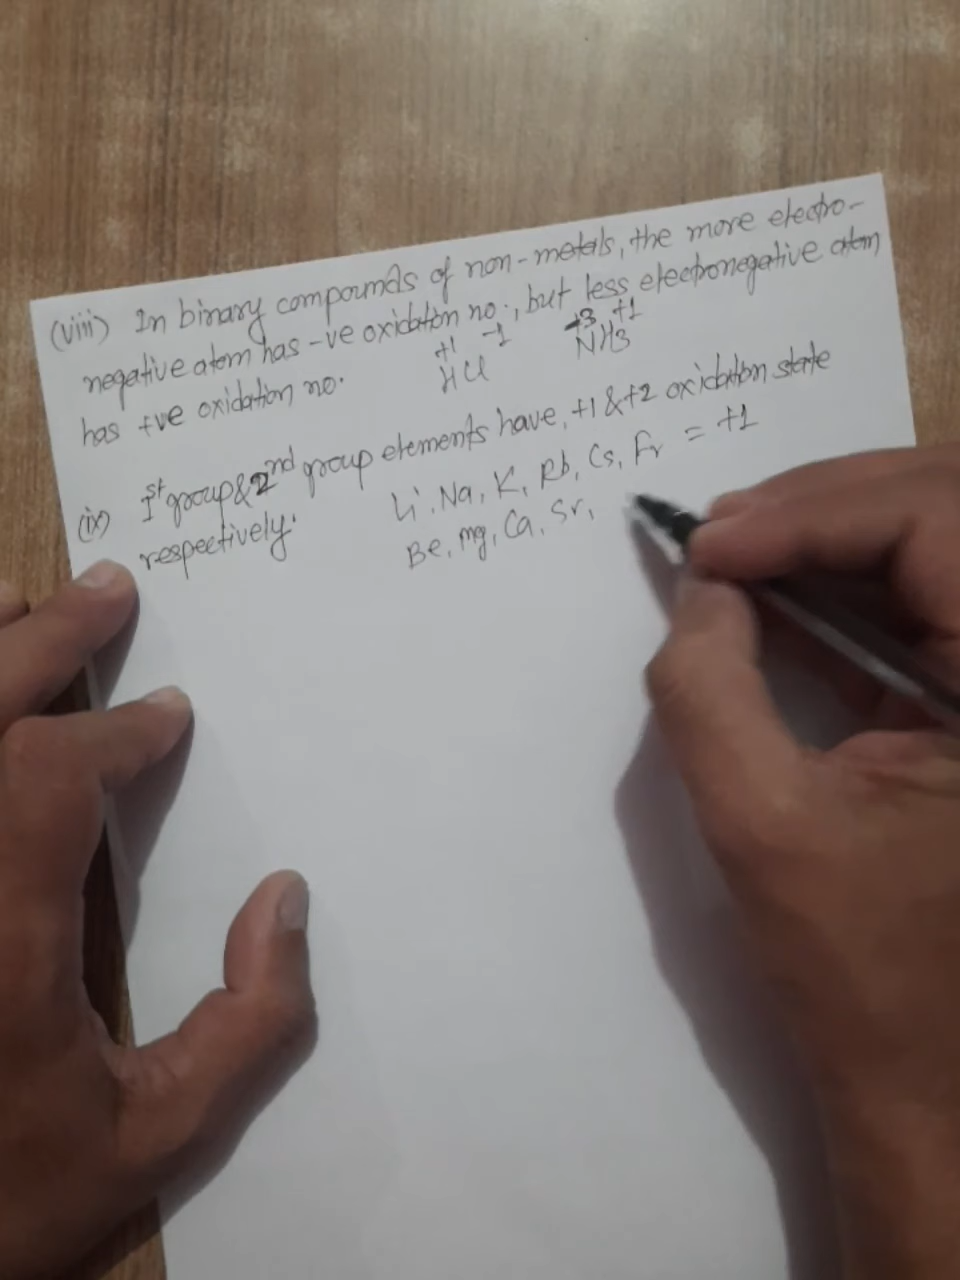 (viii) In binary compounds of non-metals, the more electro-
negative atom has -ve oxidation no., but less electronegative atom
has +ve oxidation no.
+1 -1 -3 +1
HCl NH3
(ix) Ist group & 2nd group elements have, +1 & +2 oxidation state
respectively.
Li, Na, K, Rb, Cs, Fr = +1
Be, Mg, Ca, Sr,